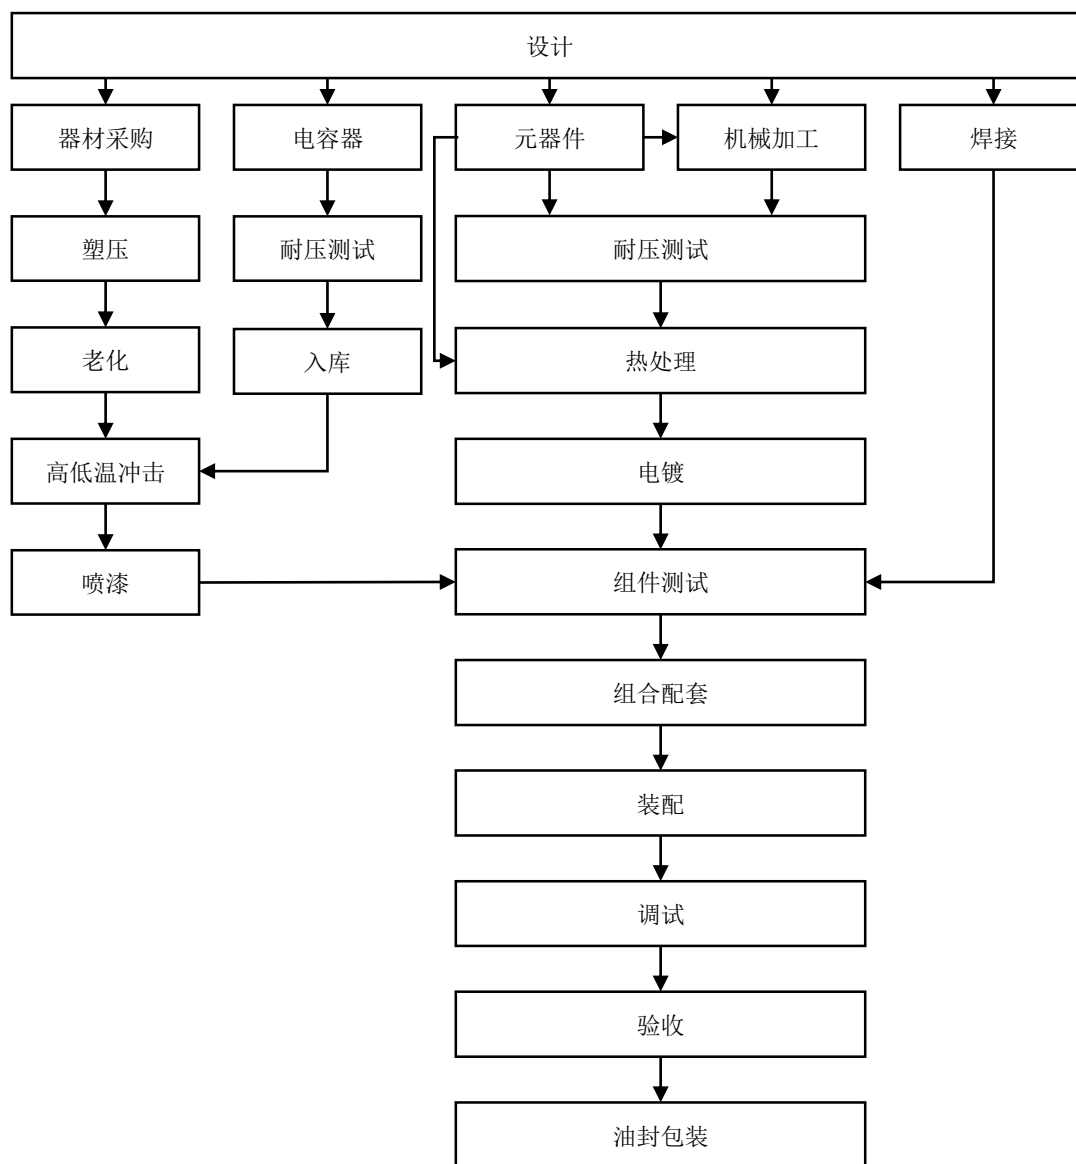 设计
器材采购
电容器
元器件
机械加工
焊接
塑压
耐压测试
耐压测试
老化
入库
热处理
高低温冲击
电镀
喷漆
组件测试
组合配套
装配
调试
验收
油封包装